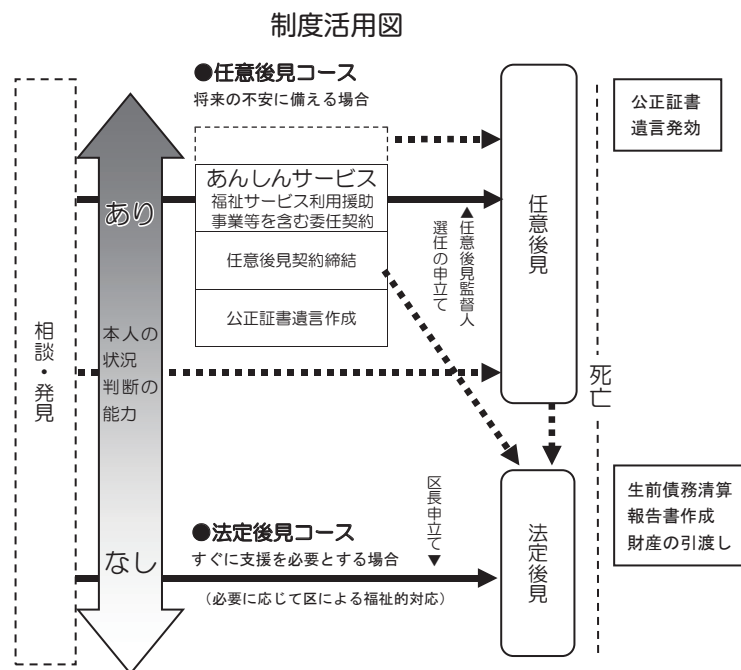 制度活用図
●任意後見コース
将来の不安に備える場合
公正証書
遺言発効
あんしんサービス
福祉サービス利用援助
事業等を含む委任契約
任意後見契約締結
公正証書遺言作成
あり
本人の
状況
判断の
能力
なし
相談・発見
▲任意後見監督人
選任の申立て
任意後見
死亡
区長申立て▼
●法定後見コース
すぐに支援を必要とする場合
(必要に応じて区による福祉的対応)
法定後見
生前債務清算
報告書作成
財産の引渡し